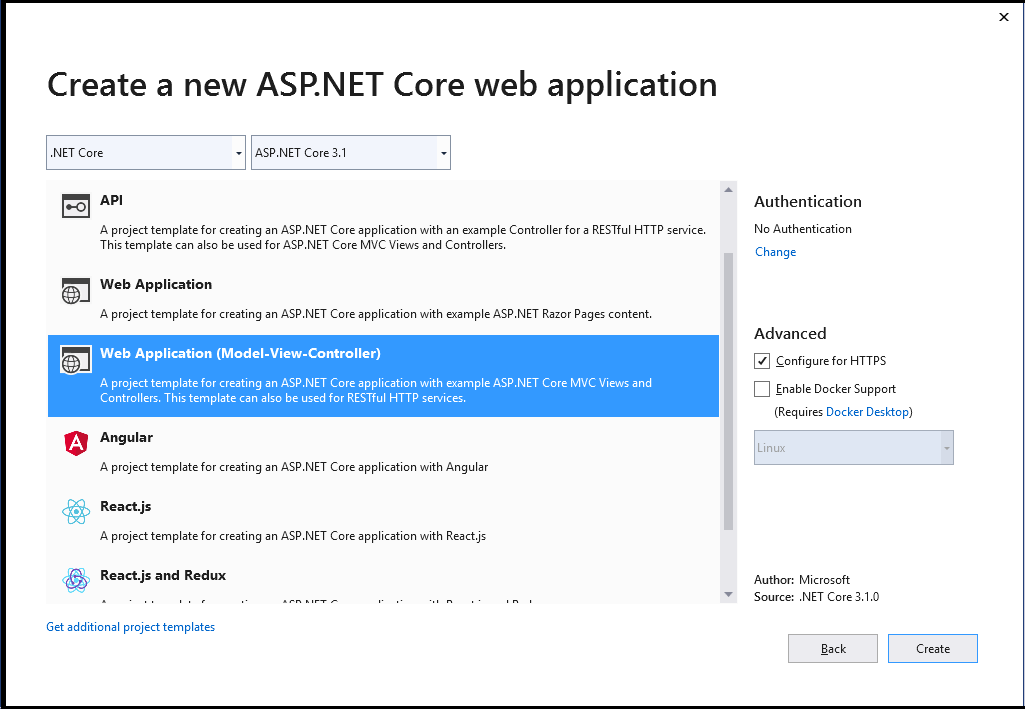 Create a new ASP.NET Core web application
.NET Core
ASP.NET Core 3.1
API
A project template for creating an ASP.NET Core application with an example Controller for a RESTful HTTP service.
This template can also be used for ASP.NET Core MVC Views and Controllers.
Web Application
A project template for creating an ASP.NET Core application with example ASP.NET Razor Pages content.
Web Application (Model-View-Controller)
A project template for creating an ASP.NET Core application with example ASP.NET Core MVC Views and
Controllers. This template can also be used for RESTful HTTP services.
Angular
A project template for creating an ASP.NET Core application with Angular
React.js
A project template for creating an ASP.NET Core application with React.js
React.js and Redux
Get additional project templates
Authentication
No Authentication
Change
Advanced
Configure for HTTPS
Enable Docker Support
(Requires Docker Desktop)
Linux
Author: Microsoft
Source: .NET Core 3.1.0
Back
Create